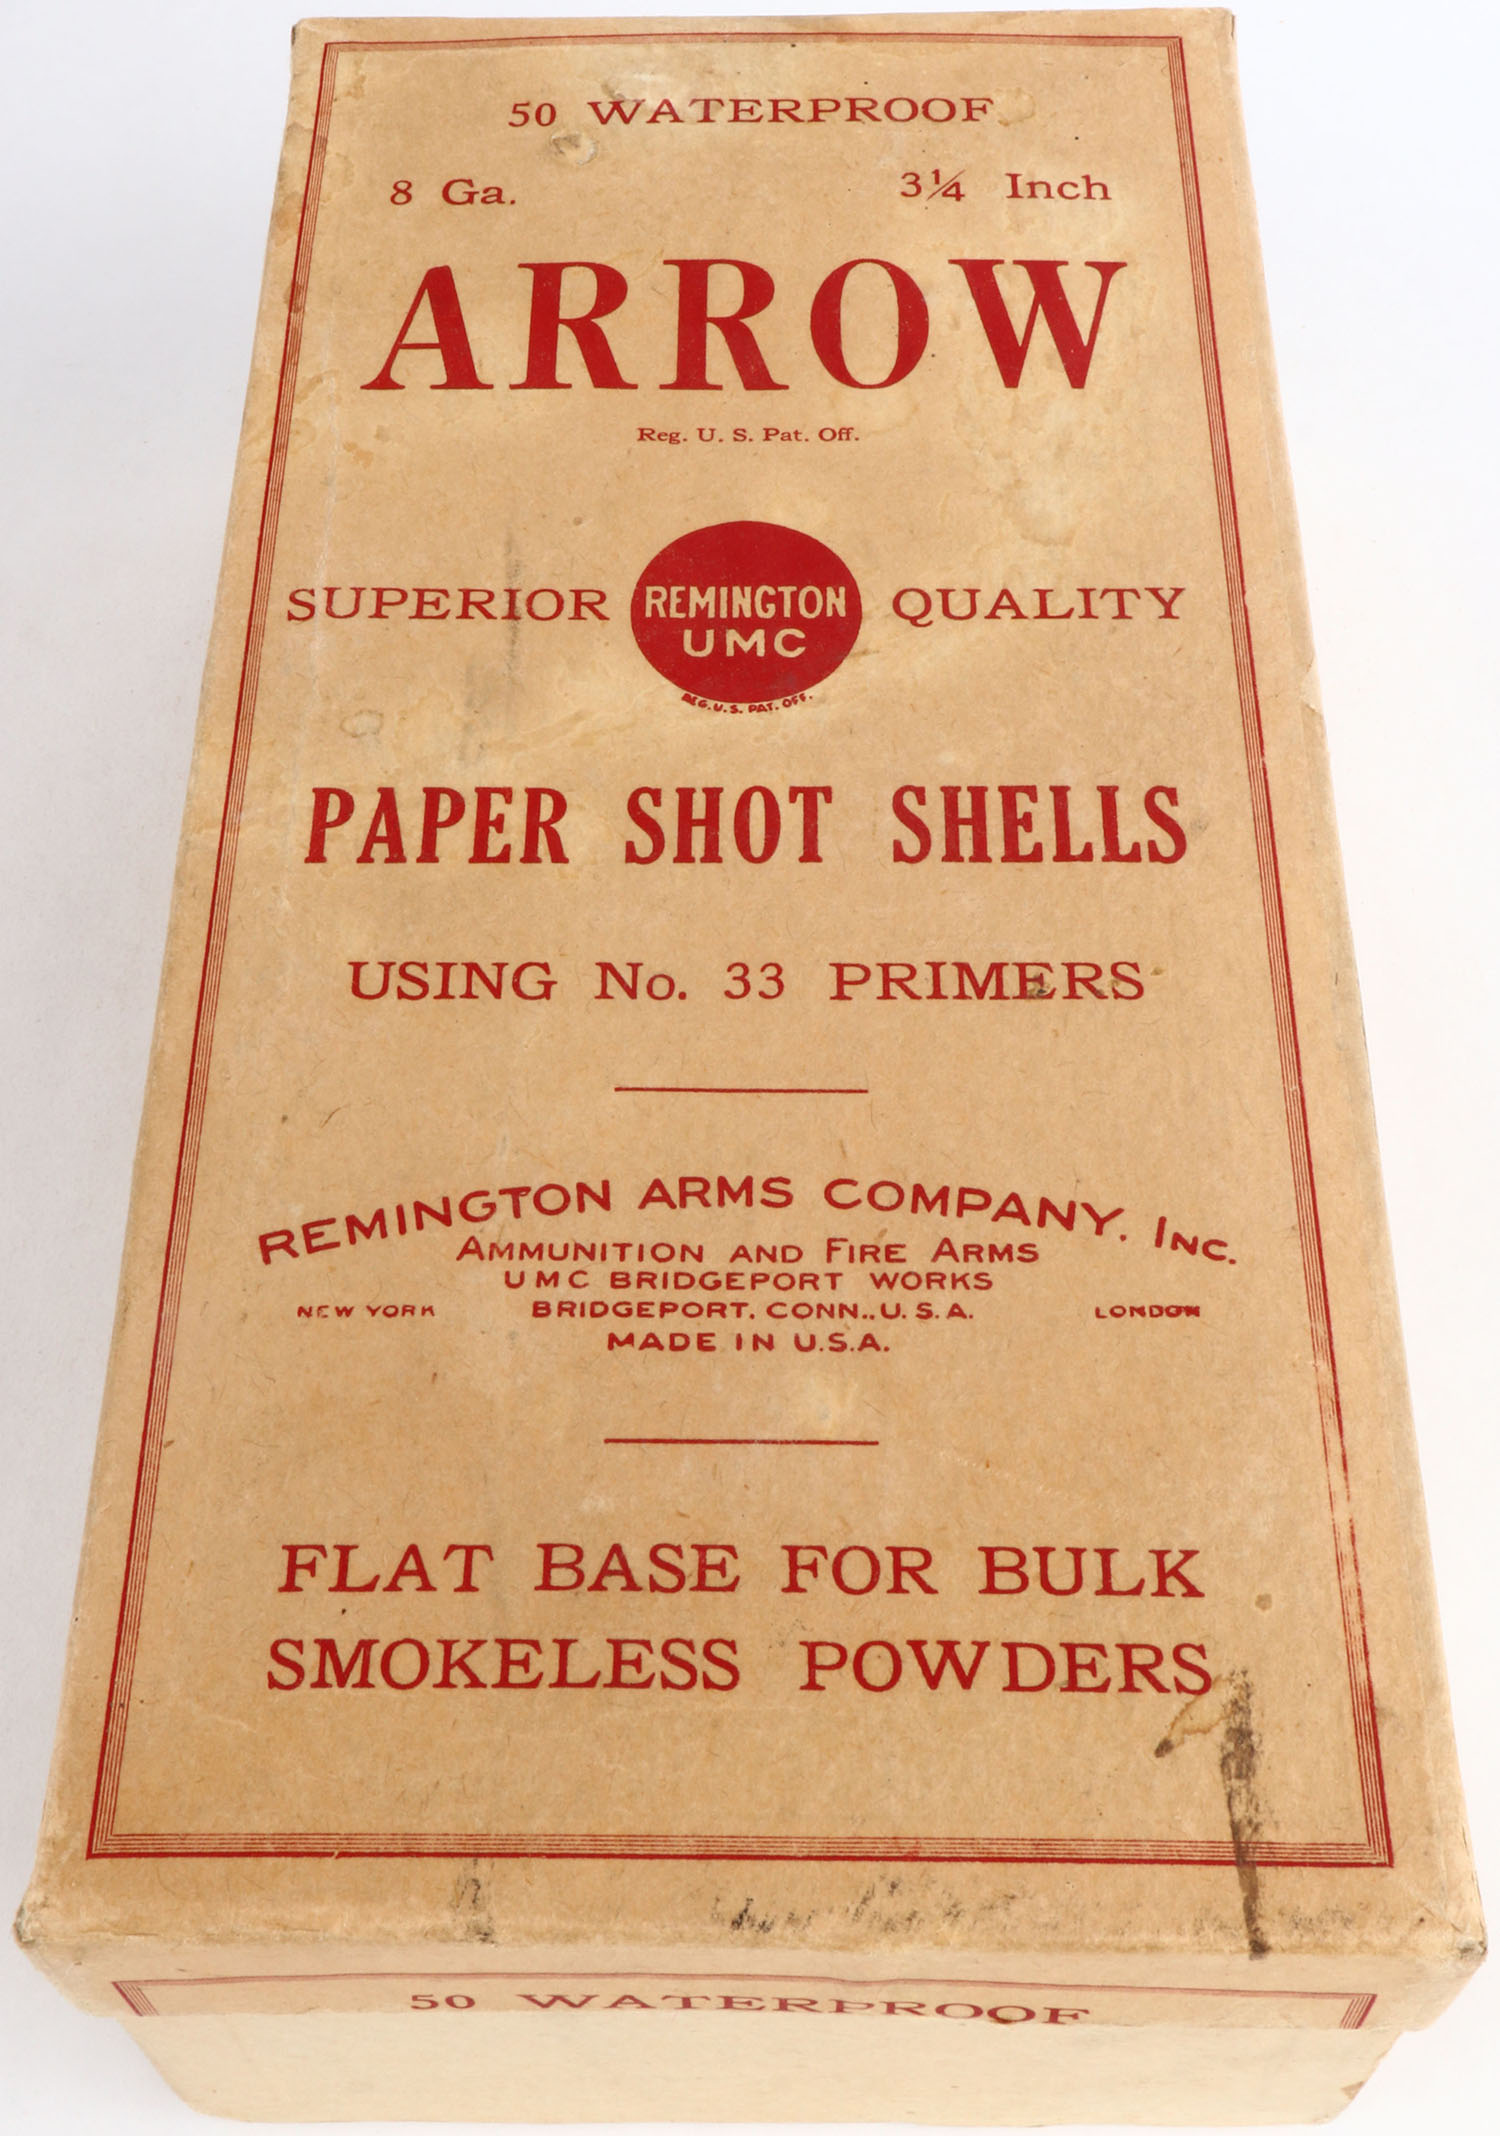 50 WATERPROOF
8 Ga. 3¼ Inch
ARROW
Reg. U. S. Pat. Off.
SUPERIOR REMINGTON UMC QUALITY
REG. U.S. PAT. OFF.
PAPER SHOT SHELLS
USING No. 33 PRIMERS
REMINGTON ARMS COMPANY, INC.
AMMUNITION AND FIRE ARMS
UMC BRIDGEPORT WORKS
NEW YORK BRIDGEPORT, CONN., U. S. A. LONDON
MADE IN U.S.A.
FLAT BASE FOR BULK
SMOKELESS POWDERS
50 WATERPROOF